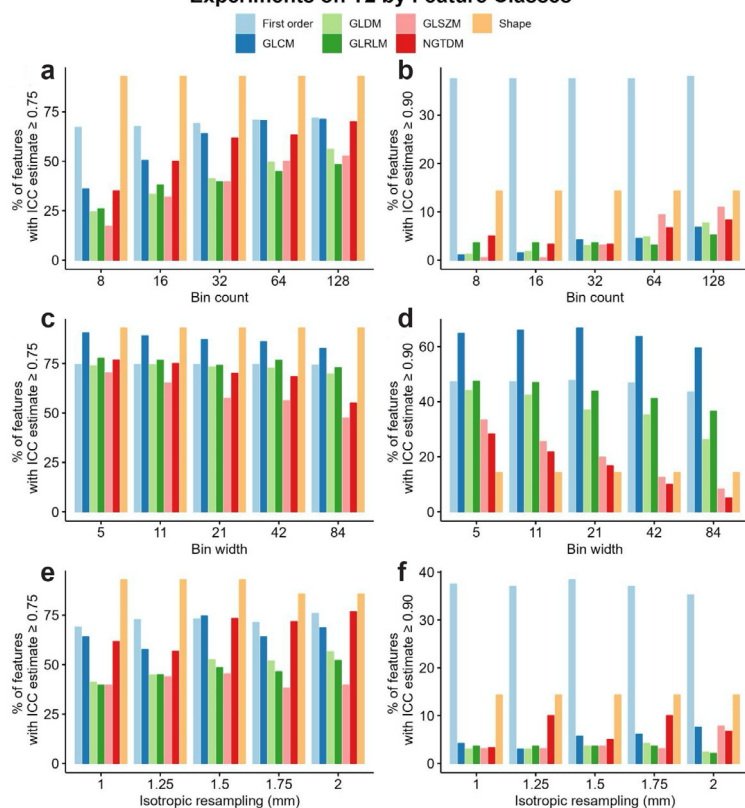 Experiments on T2 by Feature Classes
First order GLDM GLSZM Shape
GLCM GLRLM NGTDM
a
% of features
with ICC estimate ≥ 0.75
75
50
25
0
8 16 32 64 128
Bin count
b
% of features
with ICC estimate ≥ 0.90
30
20
10
0
8 16 32 64 128
Bin count
c
% of features
with ICC estimate ≥ 0.75
75
50
25
0
5 11 21 42 84
Bin width
d
% of features
with ICC estimate ≥ 0.90
60
40
20
0
5 11 21 42 84
Bin width
e
% of features
with ICC estimate ≥ 0.75
75
50
25
0
1 1.25 1.5 1.75 2
Isotropic resampling (mm)
f
% of features
with ICC estimate ≥ 0.90
40
30
20
10
0
1 1.25 1.5 1.75 2
Isotropic resampling (mm)